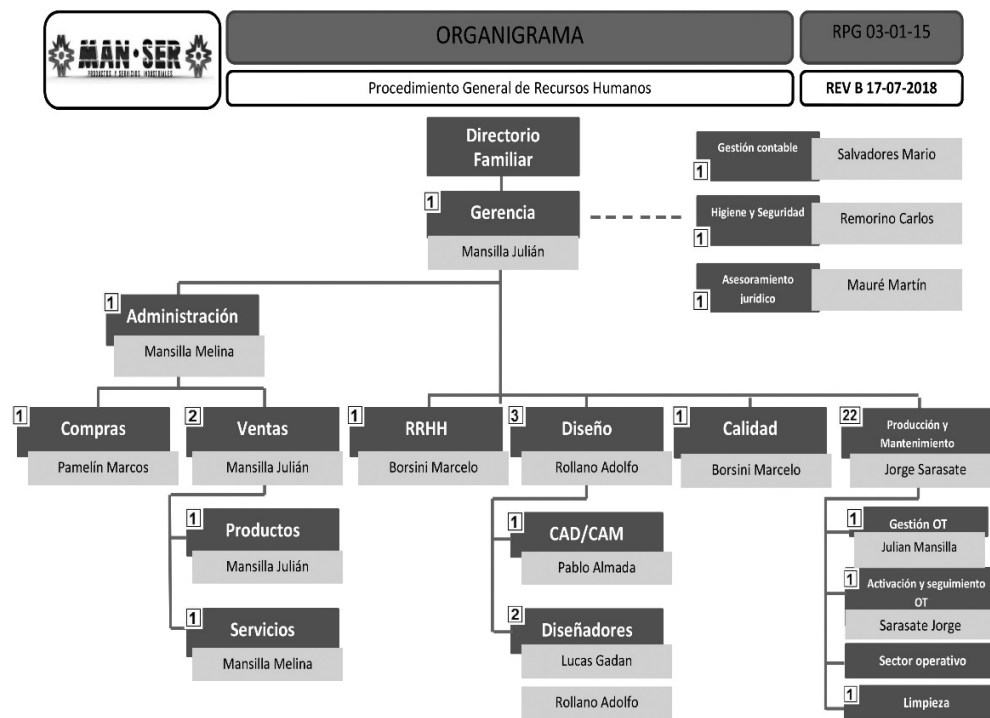 MAN·SER
PRODUCTOS Y SERVICIOS INDUSTRIALES
ORGANIGRAMA
RPG 03-01-15
Procedimiento General de Recursos Humanos
REV B 17-07-2018
Directorio
Familiar
1
Gerencia
Mansilla Julián
Gestión contable
1
Salvadores Mario
Higiene y Seguridad
1
Remorino Carlos
Asesoramiento
jurídico
1
Mauré Martín
1
Administración
Mansilla Melina
1
Compras
Pamelín Marcos
2
Ventas
Mansilla Julián
1
RRHH
Borsini Marcelo
3
Diseño
Rollano Adolfo
1
Calidad
Borsini Marcelo
22
Producción y
Mantenimiento
Jorge Sarasate
1
Productos
Mansilla Julián
1
Servicios
Mansilla Melina
1
CAD/CAM
Pablo Almada
2
Diseñadores
Lucas Gadan
Rollano Adolfo
1
Gestión OT
Julian Mansilla
1
Activación y seguimiento
OT
Sarasate Jorge
Sector operativo
1
Limpieza